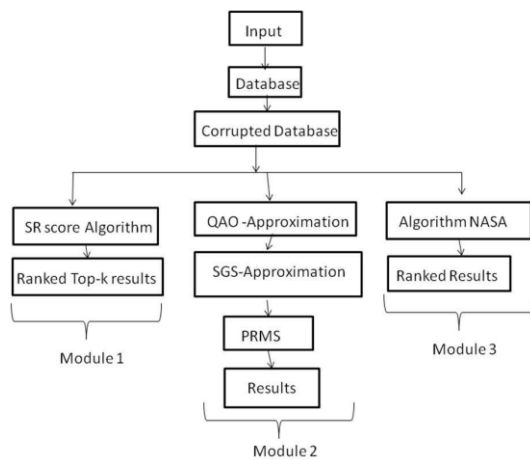 Input
Database
Corrupted Database
SR score Algorithm
QAO -Approximation
Algorithm NASA
Ranked Top-k results
SGS-Approximation
Ranked Results
PRMS
Module 1
Module 3
Results
Module 2